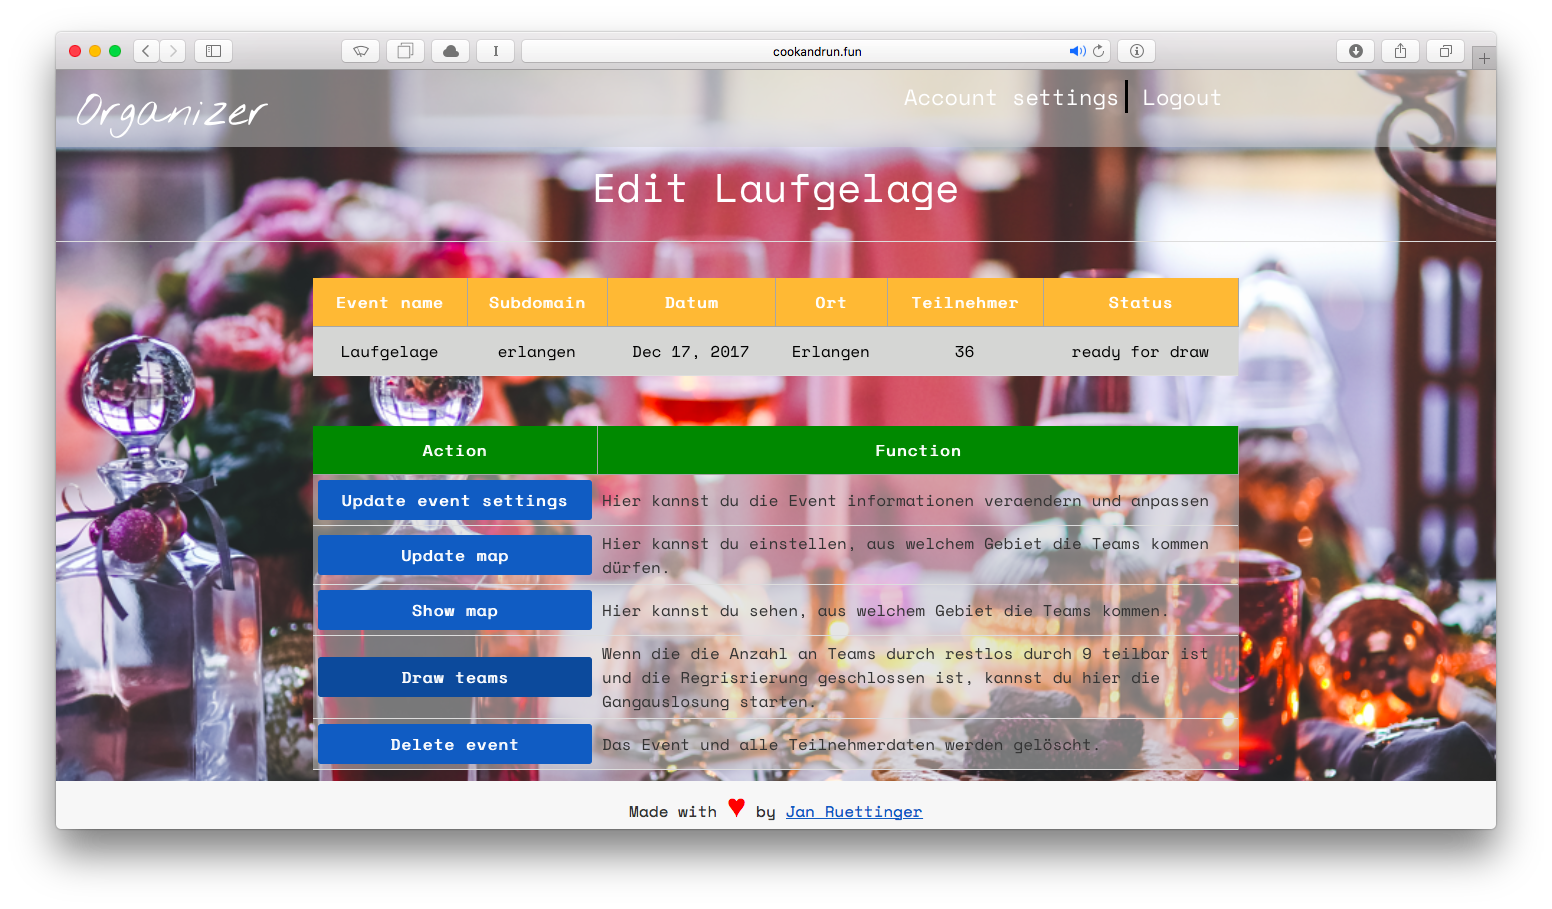 cookandrun.fun
Organizer
Account settings Logout
Edit Laufgelage
Event name Subdomain Datum Ort Teilnehmer Status
Laufgelage erlangen Dec 17, 2017 Erlangen 36 ready for draw
Action Function
Update event settings Hier kannst du die Event informationen veraendern und anpassen
Update map Hier kannst du einstellen, aus welchem Gebiet die Teams kommen
dürfen.
Show map Hier kannst du sehen, aus welchem Gebiet die Teams kommen.
Wenn die die Anzahl an Teams durch restlos durch 9 teilbar ist
Draw teams und die Regrisrierung geschlossen ist, kannst du hier die
Gangauslosung starten.
Delete event Das Event und alle Teilnehmerdaten werden gelöscht.
Made with ♥ by Jan Ruettinger